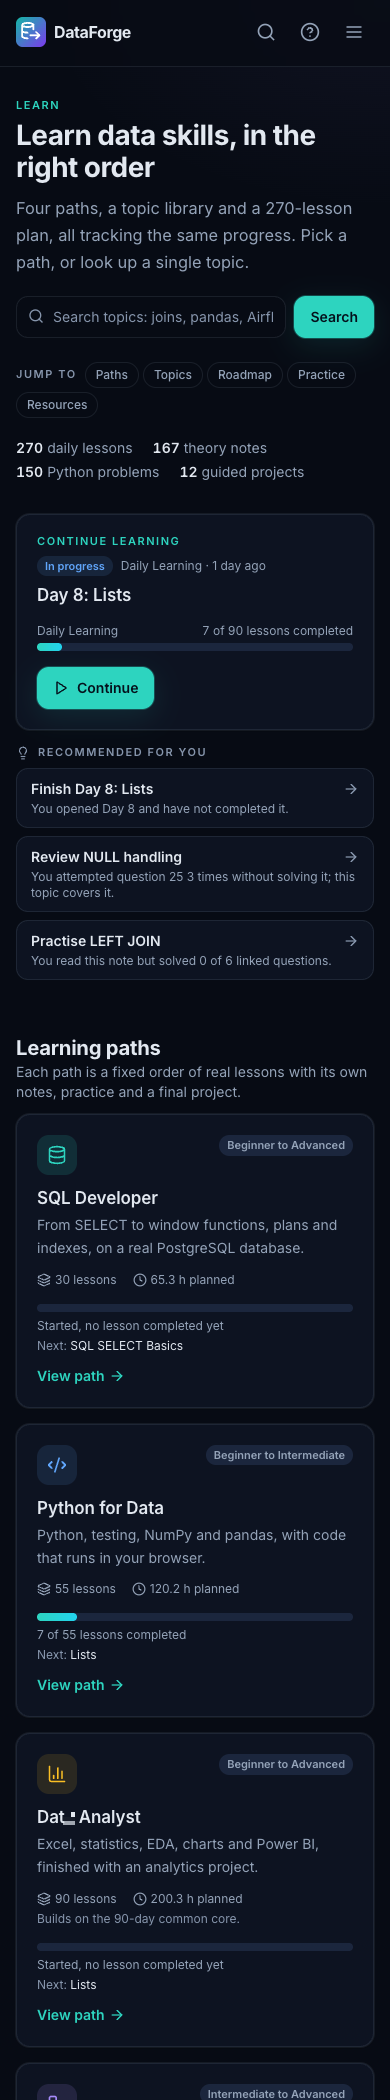 DataForge
LEARN
Learn data skills, in the
right order
Four paths, a topic library and a 270-lesson
plan, all tracking the same progress. Pick a
path, or look up a single topic.
Search topics: joins, pandas, Airfl
Search
JUMP TO Paths Topics Roadmap Practice
Resources
270 daily lessons 167 theory notes
150 Python problems 12 guided projects
CONTINUE LEARNING
In progress Daily Learning · 1 day ago
Day 8: Lists
Daily Learning 7 of 90 lessons completed
Continue
RECOMMENDED FOR YOU
Finish Day 8: Lists
You opened Day 8 and have not completed it.
Review NULL handling
You attempted question 25 3 times without solving it; this
topic covers it.
Practise LEFT JOIN
You read this note but solved 0 of 6 linked questions.
Learning paths
Each path is a fixed order of real lessons with its own
notes, practice and a final project.
Beginner to Advanced
SQL Developer
From SELECT to window functions, plans and
indexes, on a real PostgreSQL database.
30 lessons 65.3 h planned
Started, no lesson completed yet
Next: SQL SELECT Basics
View path
Beginner to Intermediate
Python for Data
Python, testing, NumPy and pandas, with code
that runs in your browser.
55 lessons 120.2 h planned
7 of 55 lessons completed
Next: Lists
View path
Beginner to Advanced
Analyst
Excel, statistics, EDA, charts and Power BI,
finished with an analytics project.
90 lessons 200.3 h planned
Builds on the 90-day common core.
Started, no lesson completed yet
Next: Lists
View path
Intermediate to Advanced